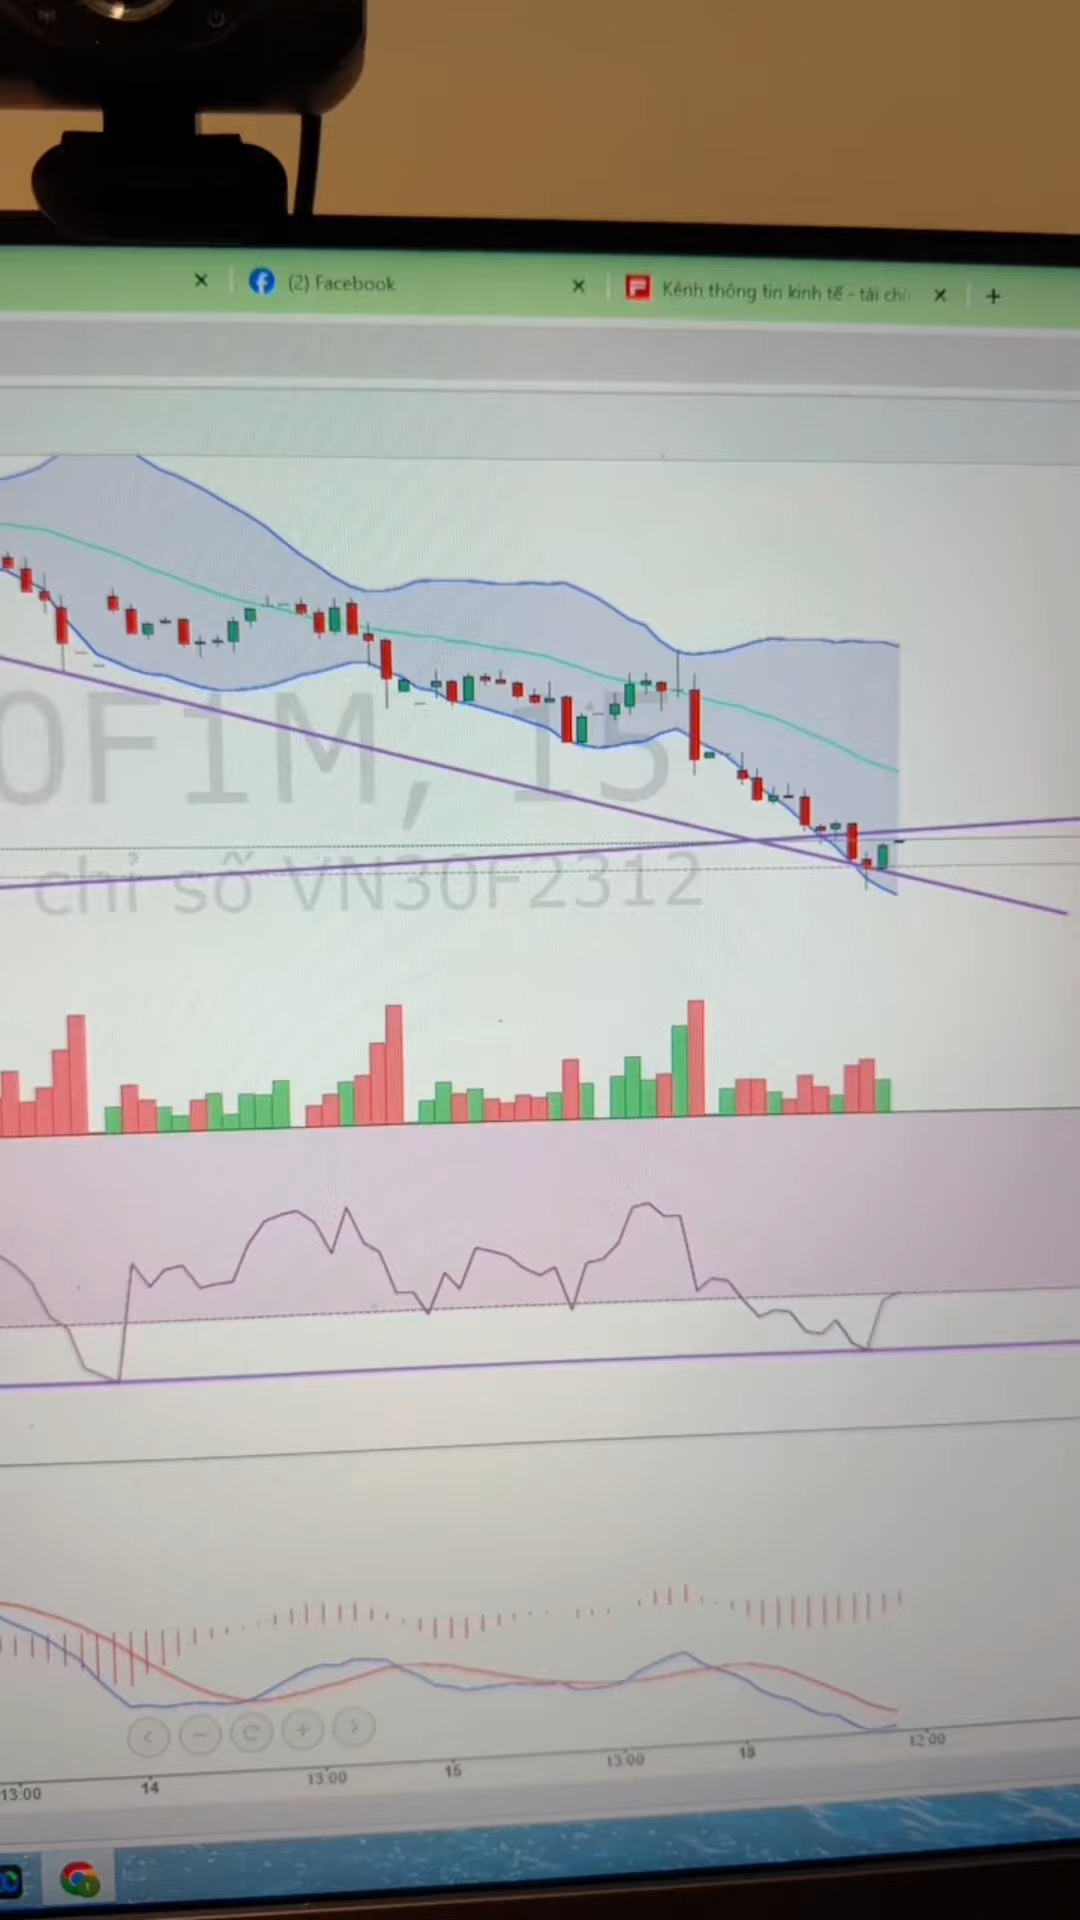 (2) Facebook
Kênh thông tin kinh tế - tài chí
0F1M, 15
chỉ số VN30F2312
13:00
14
13:00
15
13:00
18
12:00